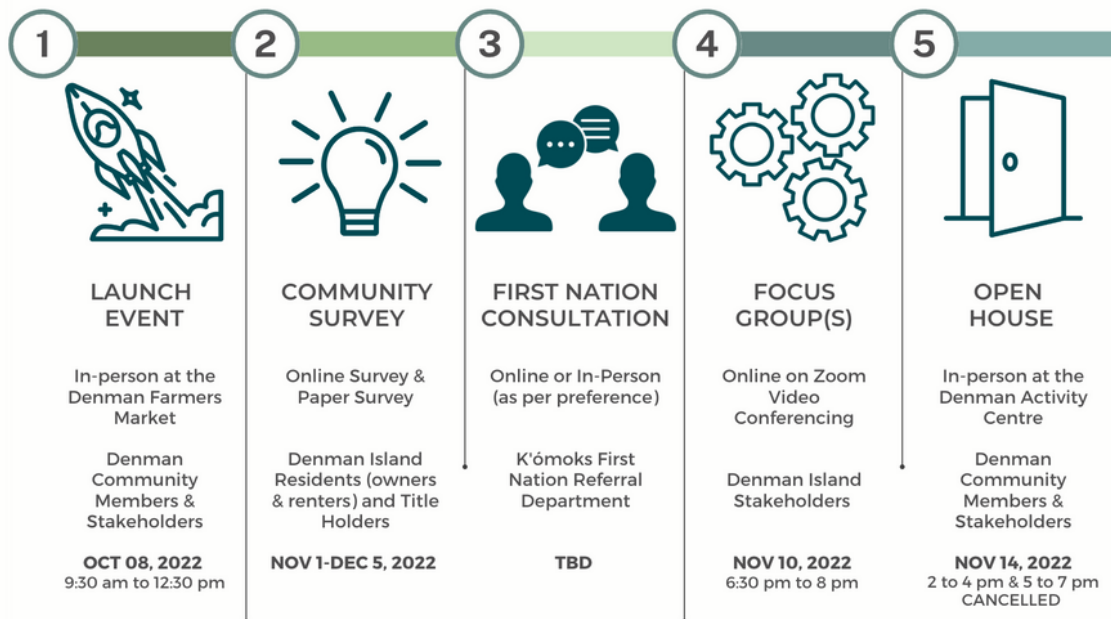 1
2
3
4
5
LAUNCH
EVENT
In-person at the
Denman Farmers
Market
Denman
Community
Members &
Stakeholders
OCT 08, 2022
9:30 am to 12:30 pm
COMMUNITY
SURVEY
Online Survey &
Paper Survey
Denman Island
Residents (owners
& renters) and Title
Holders
NOV 1-DEC 5, 2022
FIRST NATION
CONSULTATION
Online or In-Person
(as per preference)
K'ómoks First
Nation Referral
Department
TBD
FOCUS
GROUP(S)
Online on Zoom
Video
Conferencing
Denman Island
Stakeholders
NOV 10, 2022
6:30 pm to 8 pm
OPEN
HOUSE
In-person at the
Denman Activity
Centre
Denman
Community
Members &
Stakeholders
NOV 14, 2022
2 to 4 pm & 5 to 7 pm
CANCELLED